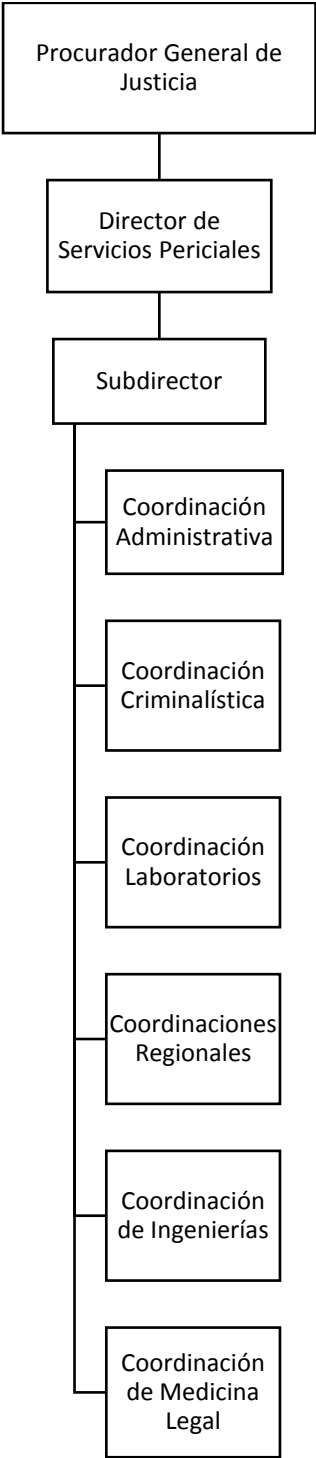 Procurador General de
Justicia
Director de
Servicios Periciales
Subdirector
Coordinación
Administrativa
Coordinación
Criminalística
Coordinación
Laboratorios
Coordinaciones
Regionales
Coordinación
de Ingenierías
Coordinación
de Medicina
Legal